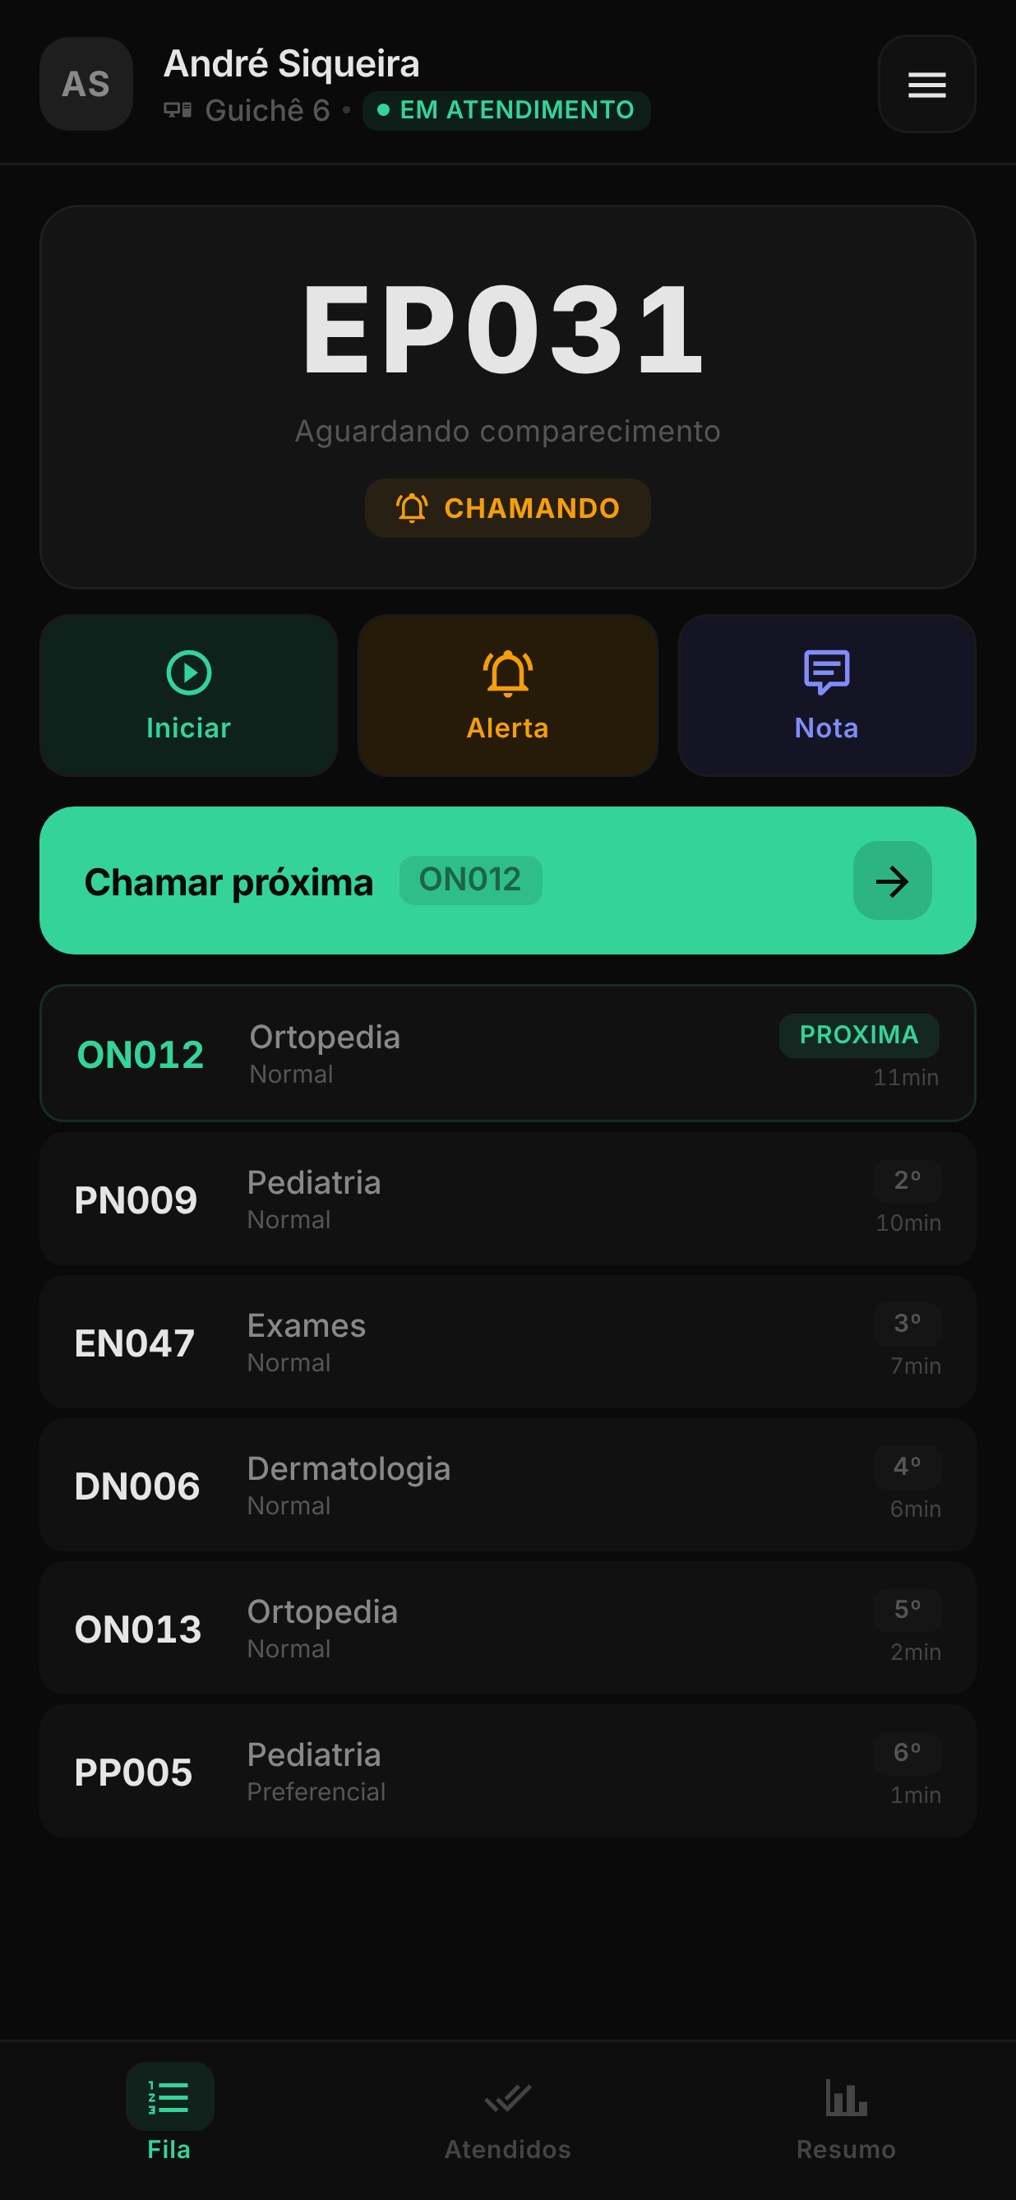 AS
André Siqueira
Guichê 6 • EM ATENDIMENTO
EP031
Aguardando comparecimento
CHAMANDO
Iniciar
Alerta
Nota
Chamar próxima ON012
ON012
Ortopedia
Normal
PROXIMA
11min
PN009
Pediatria
Normal
2º
10min
EN047
Exames
Normal
3º
7min
DN006
Dermatologia
Normal
4º
6min
ON013
Ortopedia
Normal
5º
2min
PP005
Pediatria
Preferencial
6º
1min
Fila
Atendidos
Resumo